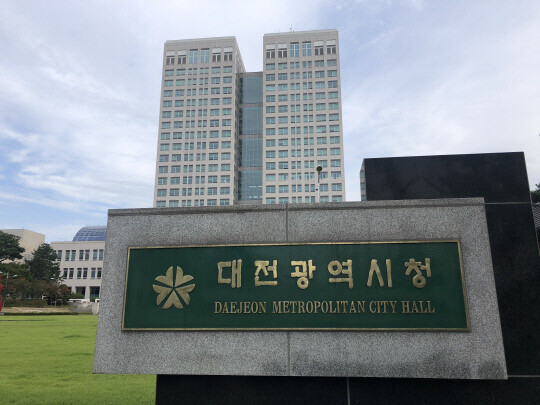 대전광역시청
DAEJEON METROPOLITAN CITY HALL